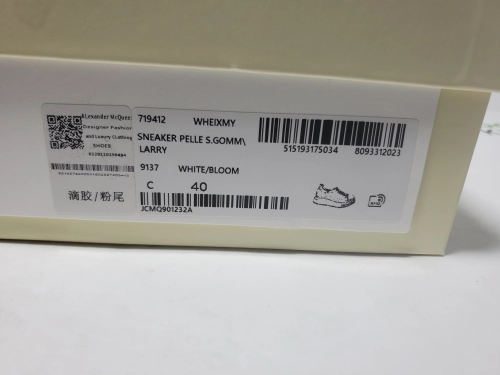 Alexander McQueen
Designer Fashion
and Luxury Clothing
SHOES
滴胶/粉尾
719412 WHEIXMY
SNEAKER PELLE S.GOMM\
LARRY
9137 WHITE/BLOOM
C 40
JCMQ901232A
515193175034 8093312023